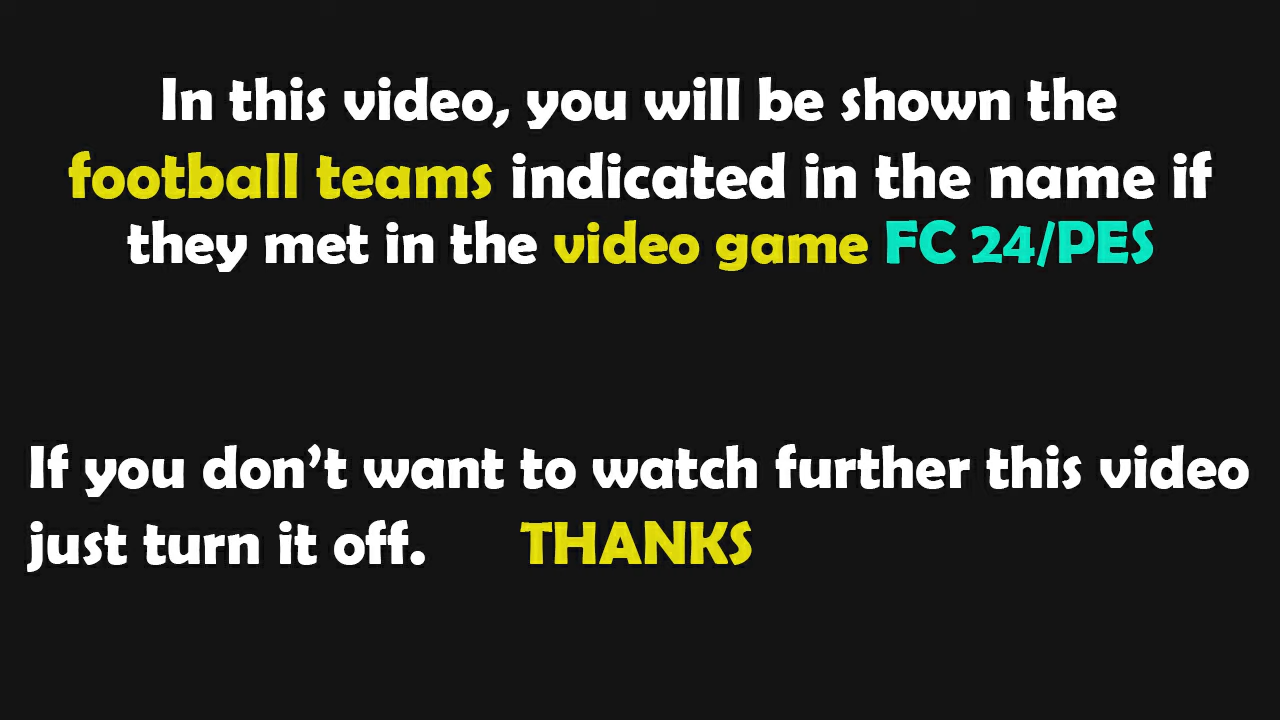 In this video, you will be shown the
football teams indicated in the name if
they met in the video game FC 24/PES
If you don’t want to watch further this video
just turn it off. THANKS